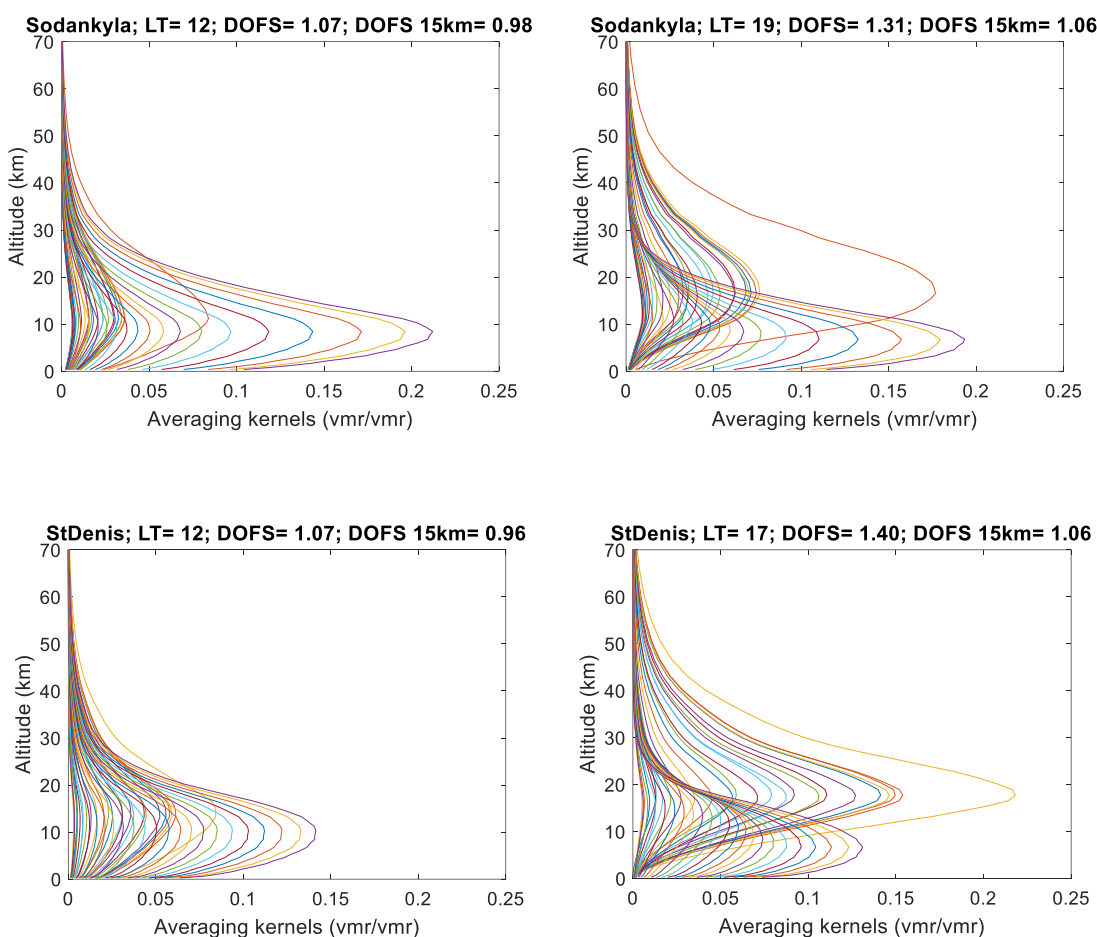 Sodankyla; LT= 12; DOFS= 1.07; DOFS 15km= 0.98
70
60
50
40
30
20
10
0
Altitude (km)
0 0.05 0.1 0.15 0.2 0.25
Averaging kernels (vmr/vmr)
Sodankyla; LT= 19; DOFS= 1.31; DOFS 15km= 1.06
70
60
50
40
30
20
10
0
Altitude (km)
0 0.05 0.1 0.15 0.2 0.25
Averaging kernels (vmr/vmr)
StDenis; LT= 12; DOFS= 1.07; DOFS 15km= 0.96
70
60
50
40
30
20
10
0
Altitude (km)
0 0.05 0.1 0.15 0.2 0.25
Averaging kernels (vmr/vmr)
StDenis; LT= 17; DOFS= 1.40; DOFS 15km= 1.06
70
60
50
40
30
20
10
0
Altitude (km)
0 0.05 0.1 0.15 0.2 0.25
Averaging kernels (vmr/vmr)